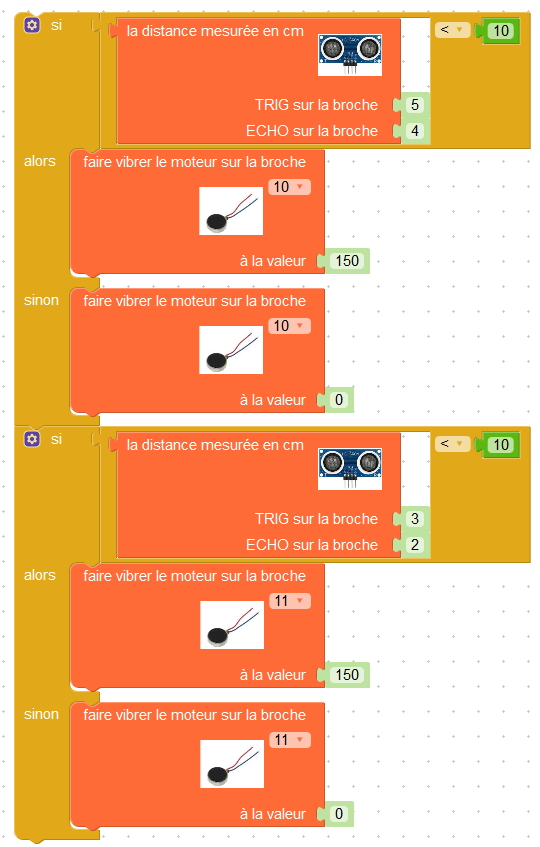 si la distance mesurée en cm < 10
TRIG sur la broche 5
ECHO sur la broche 4
alors faire vibrer le moteur sur la broche
10
à la valeur 150
sinon faire vibrer le moteur sur la broche
10
à la valeur 0
si la distance mesurée en cm < 10
TRIG sur la broche 3
ECHO sur la broche 2
alors faire vibrer le moteur sur la broche
11
à la valeur 150
sinon faire vibrer le moteur sur la broche
11
à la valeur 0